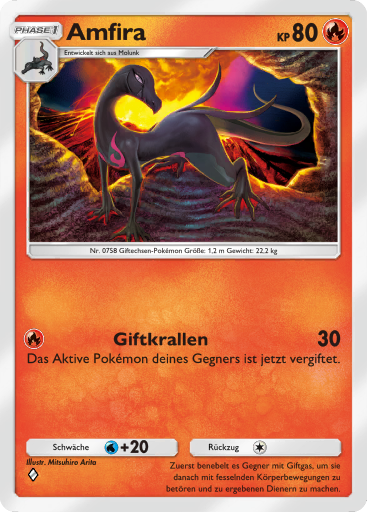 PHASE 1
Amfira
KP 80
Entwickelt sich aus Molunk
Nr. 0758 Giftechsen-Pokémon Größe: 1,2 m Gewicht: 22,2 kg
Giftkrallen 30
Das Aktive Pokémon deines Gegners ist jetzt vergiftet.
Schwäche +20 Rückzug
Illustr. Mitsuhiro Arita
Zuerst benebelt es Gegner mit Giftgas, um sie
danach mit fesselnden Körperbewegungen zu
betören und zu ergebenen Dienern zu machen.